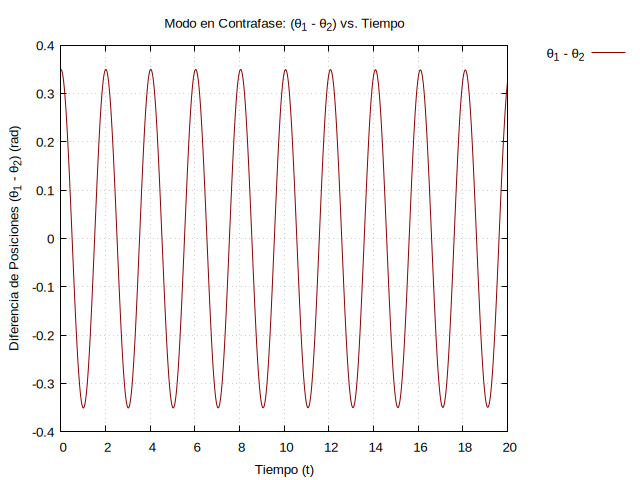 Modo en Contrafase: (θ₁ - θ₂) vs. Tiempo
θ₁ - θ₂
Diferencia de Posiciones (θ₁ - θ₂) (rad)
0.4
0.3
0.2
0.1
0
-0.1
-0.2
-0.3
-0.4
0 2 4 6 8 10 12 14 16 18 20
Tiempo (t)